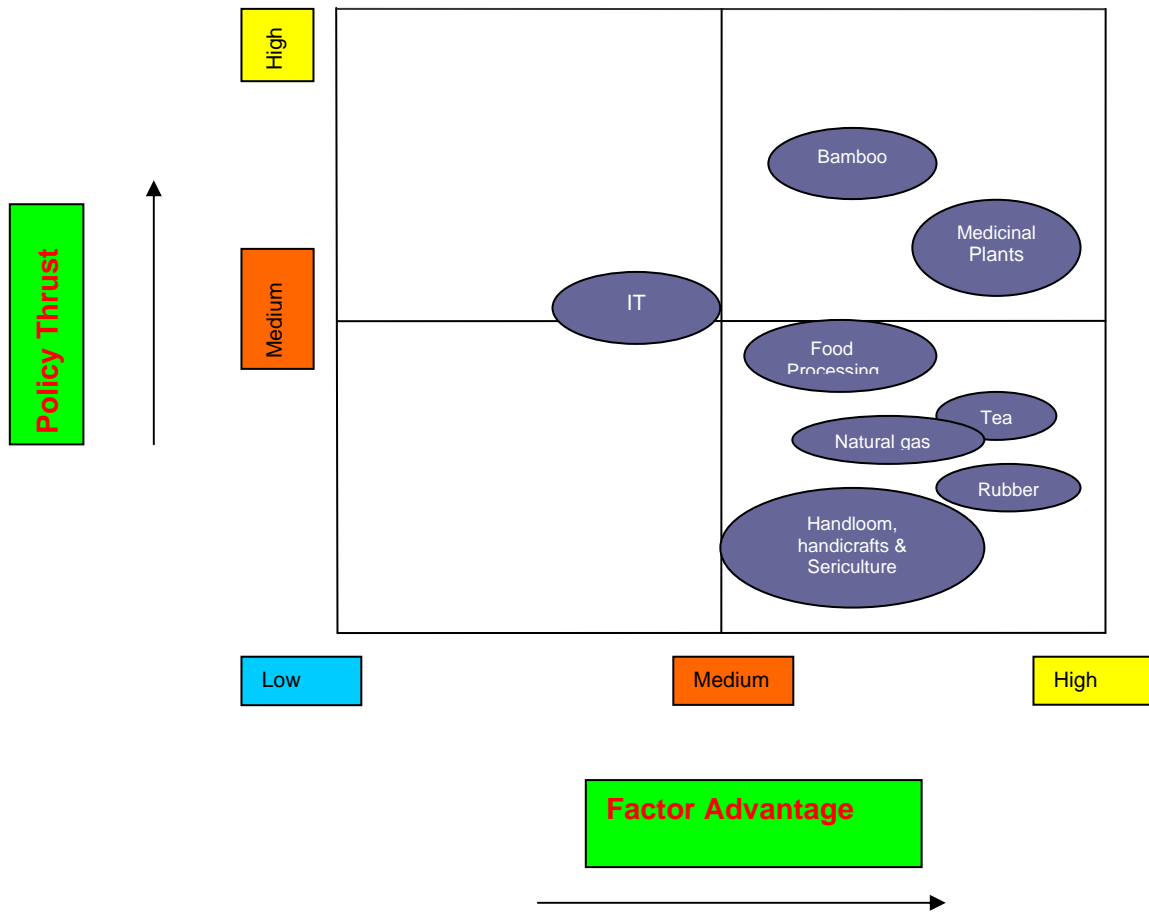 High
Bamboo
Medicinal
Plants
Policy Thrust
Medium
IT
Food
Processing
Tea
Natural gas
Rubber
Handloom,
handicrafts &
Sericulture
Low
Medium
High
Factor Advantage